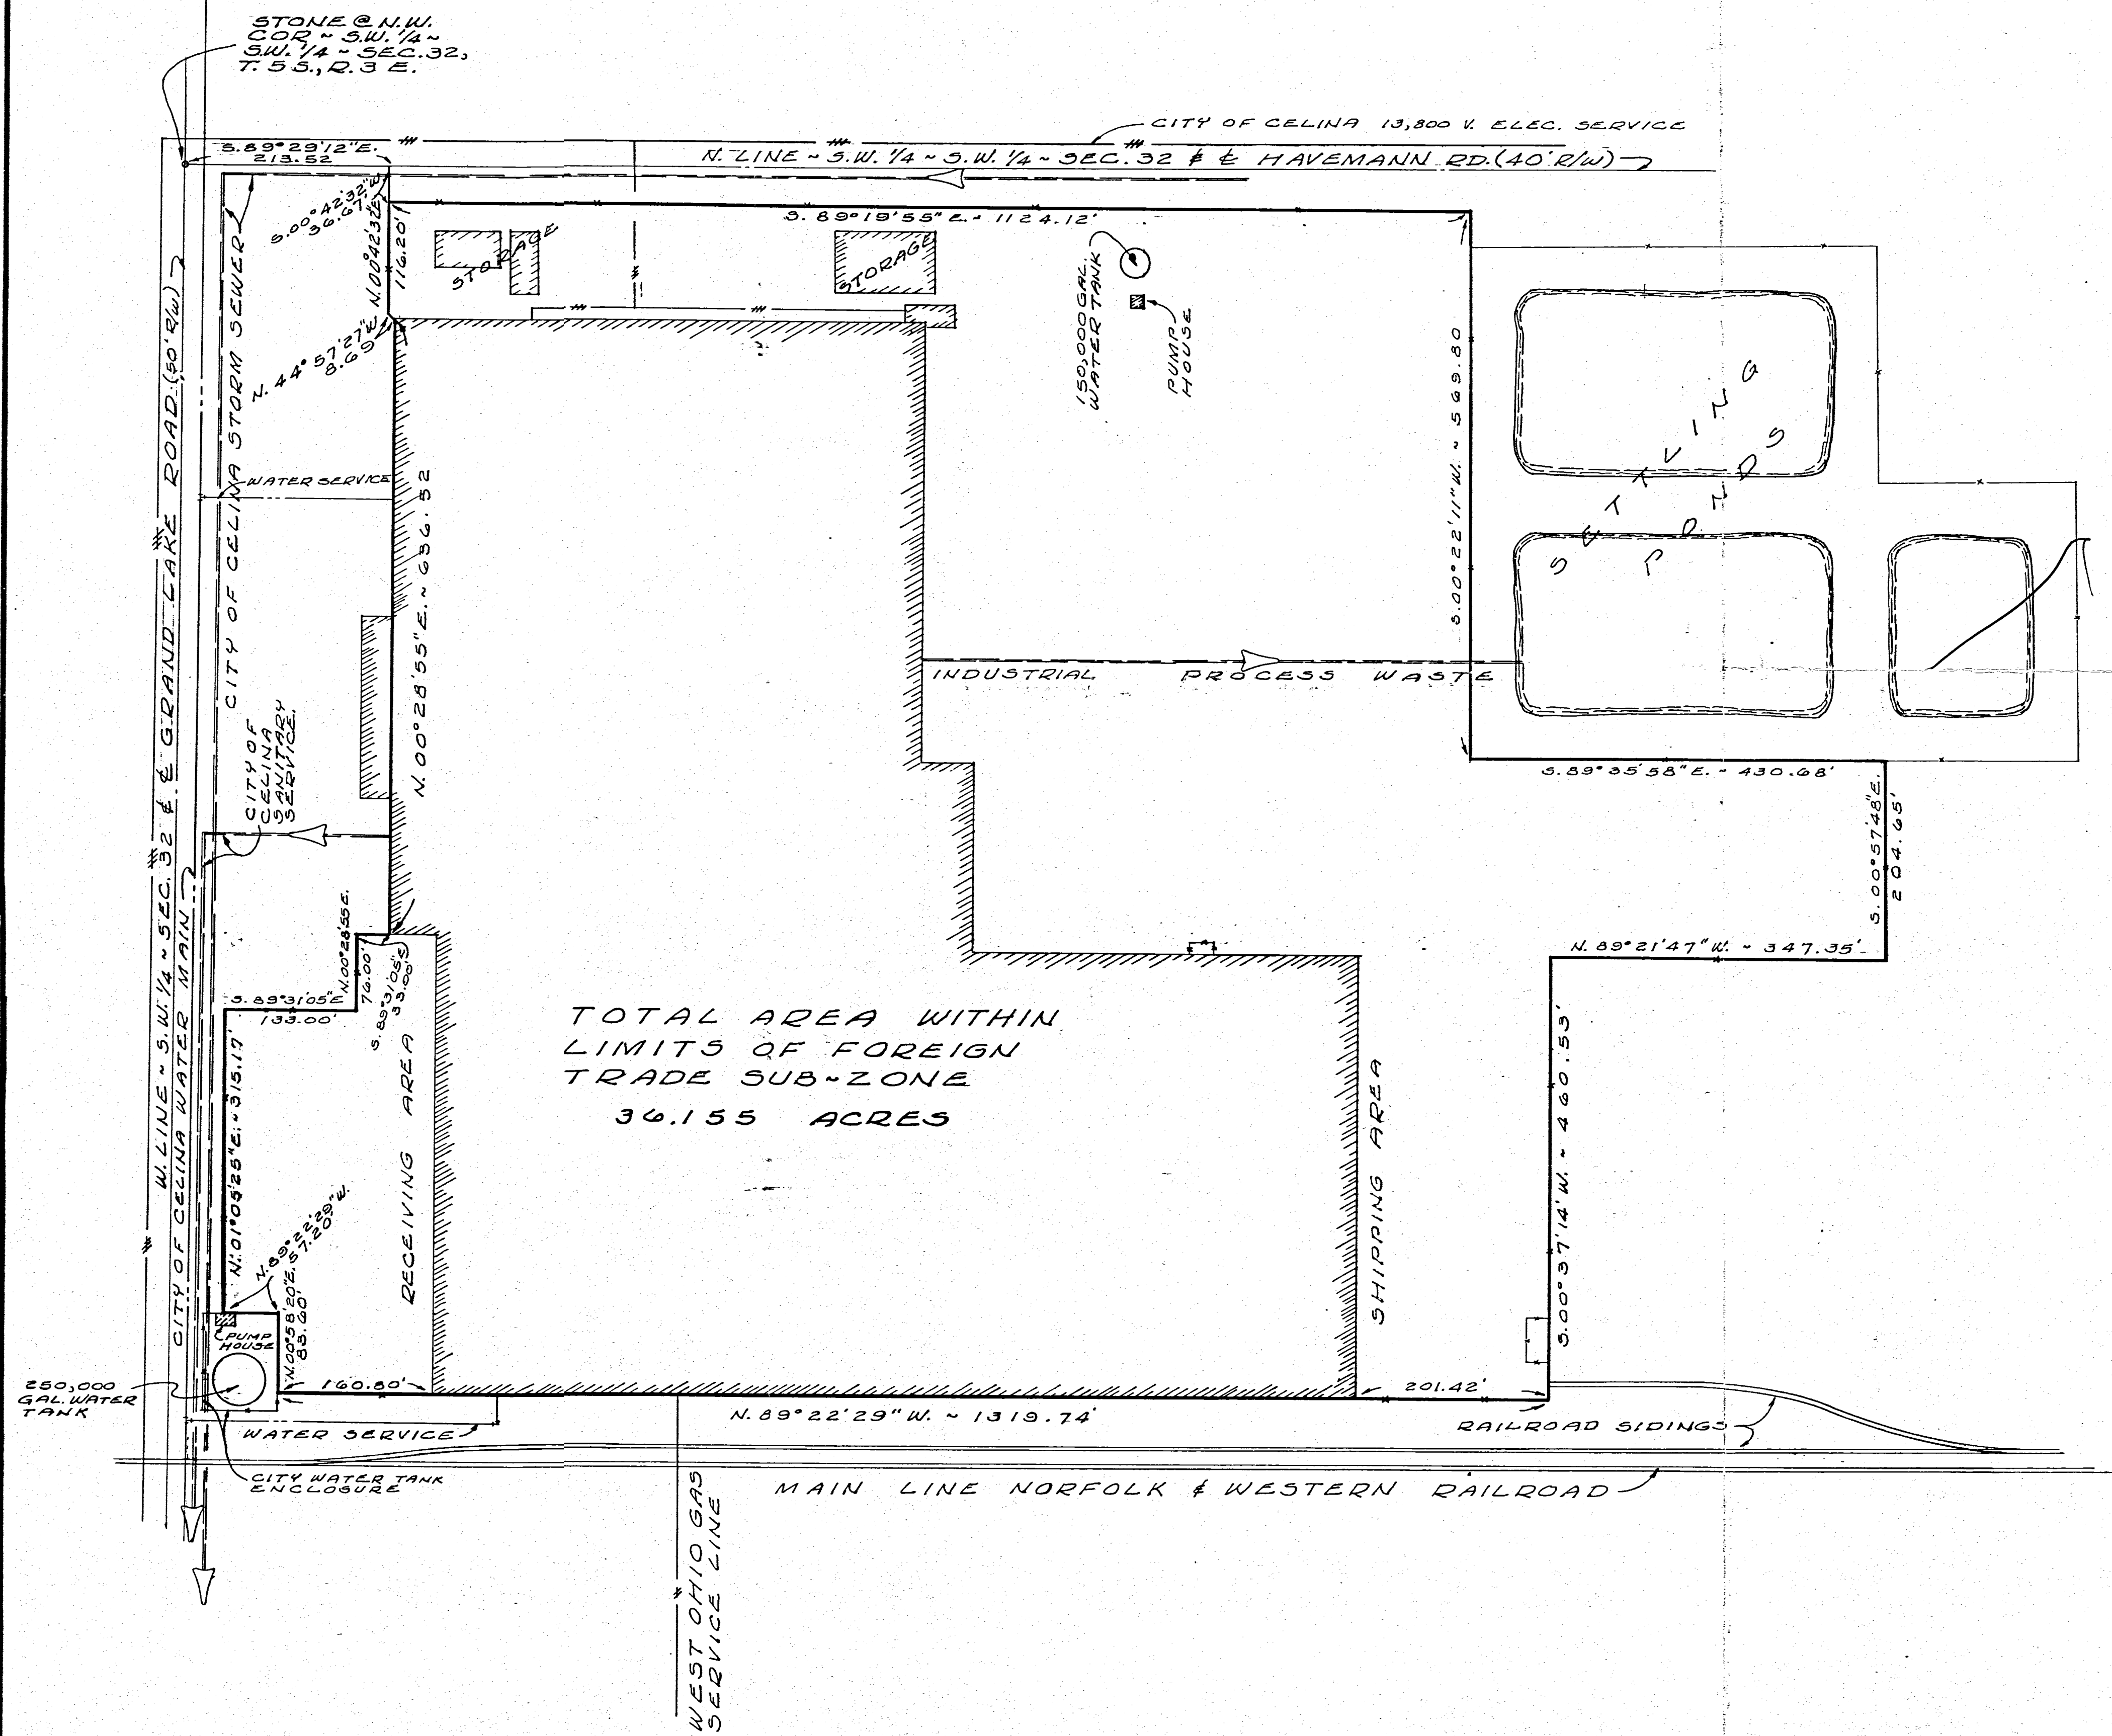 STONE @ N.W.
COR ~ S.W. 1/4 ~
S.W. 1/4 ~ SEC. 32,
T. 5 S., R. 3 E.
CITY OF CELINA 13,800 V. ELEC. SERVICE
S.89°29'12"E.
213.52
N. LINE ~ S.W. 1/4 ~ S.W. 1/4 ~ SEC. 32 & ℄ HAVEMANN RD. (40' R/W)
S.00°42'32"W.
36.67'
N.00°42'32"E.
116.20'
S. 89°19'55" E. ~ 1124.12'
STORAGE
STORAGE
150,000 GAL.
WATER TANK
PUMP
HOUSE
N. 44°57'27"W.
8.69'
W. LINE ~ S.W. 1/4 ~ SEC. 32 & ℄ GRAND LAKE ROAD (50' R/W)
CITY OF CELINA STORM SEWER
WATER SERVICE
N. 00°28'55" E. ~ 636.52
S. 00°22'11" W. ~ 569.80
SETTLING
PONDS
INDUSTRIAL PROCESS WASTE
CITY OF
CELINA
SANITARY
SERVICE.
S. 89°35'58" E. ~ 430.68'
S. 00°57'48"E.
204.65'
N. 89°21'47" W. ~ 347.35'
CITY OF CELINA WATER MAIN
N.00°28'55"E.
76.00'
S. 89°31'05"E
33.00'
S. 89°31'05"E
133.00'
TOTAL AREA WITHIN
LIMITS OF FOREIGN
TRADE SUB~ZONE
36.155 ACRES
N. 01°05'25"E. ~ 315.17'
RECEIVING AREA
SHIPPING AREA
S. 00°37'14" W. ~ 460.53'
N. 89°22'29" W.
57.20'
N.00°58'20"E.
83.60'
PUMP
HOUSE
250,000
GAL. WATER
TANK
160.80'
201.42'
N. 89°22'29" W. ~ 1319.74'
WATER SERVICE
RAILROAD SIDINGS
CITY WATER TANK
ENCLOSURE
MAIN LINE NORFOLK & WESTERN RAILROAD
WEST OHIO GAS
SERVICE LINE